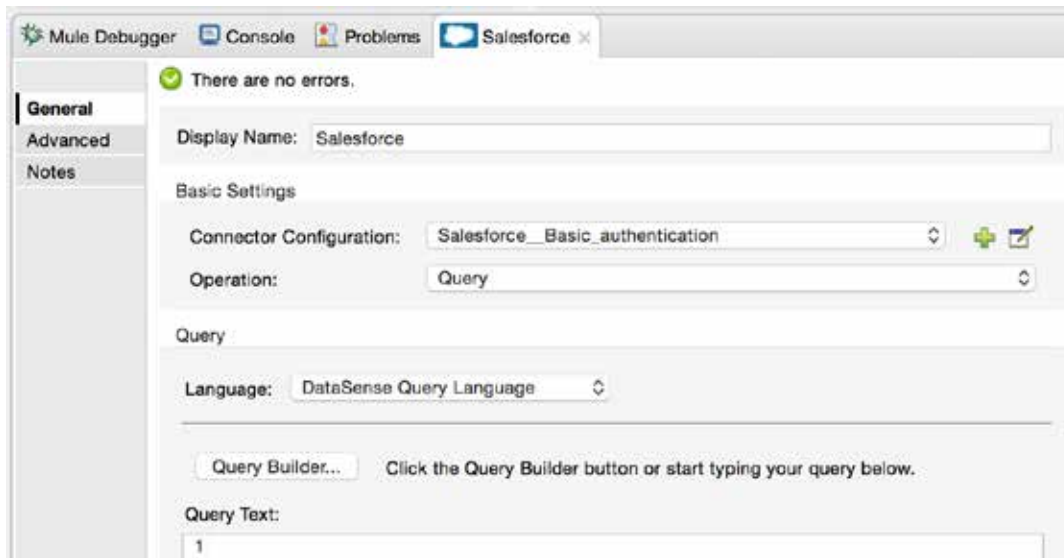 Mule Debugger Console Problems Salesforce
There are no errors.
General
Advanced
Notes
Display Name: Salesforce
Basic Settings
Connector Configuration: Salesforce__Basic_authentication
Operation: Query
Query
Language: DataSense Query Language
Query Builder... Click the Query Builder button or start typing your query below.
Query Text:
1